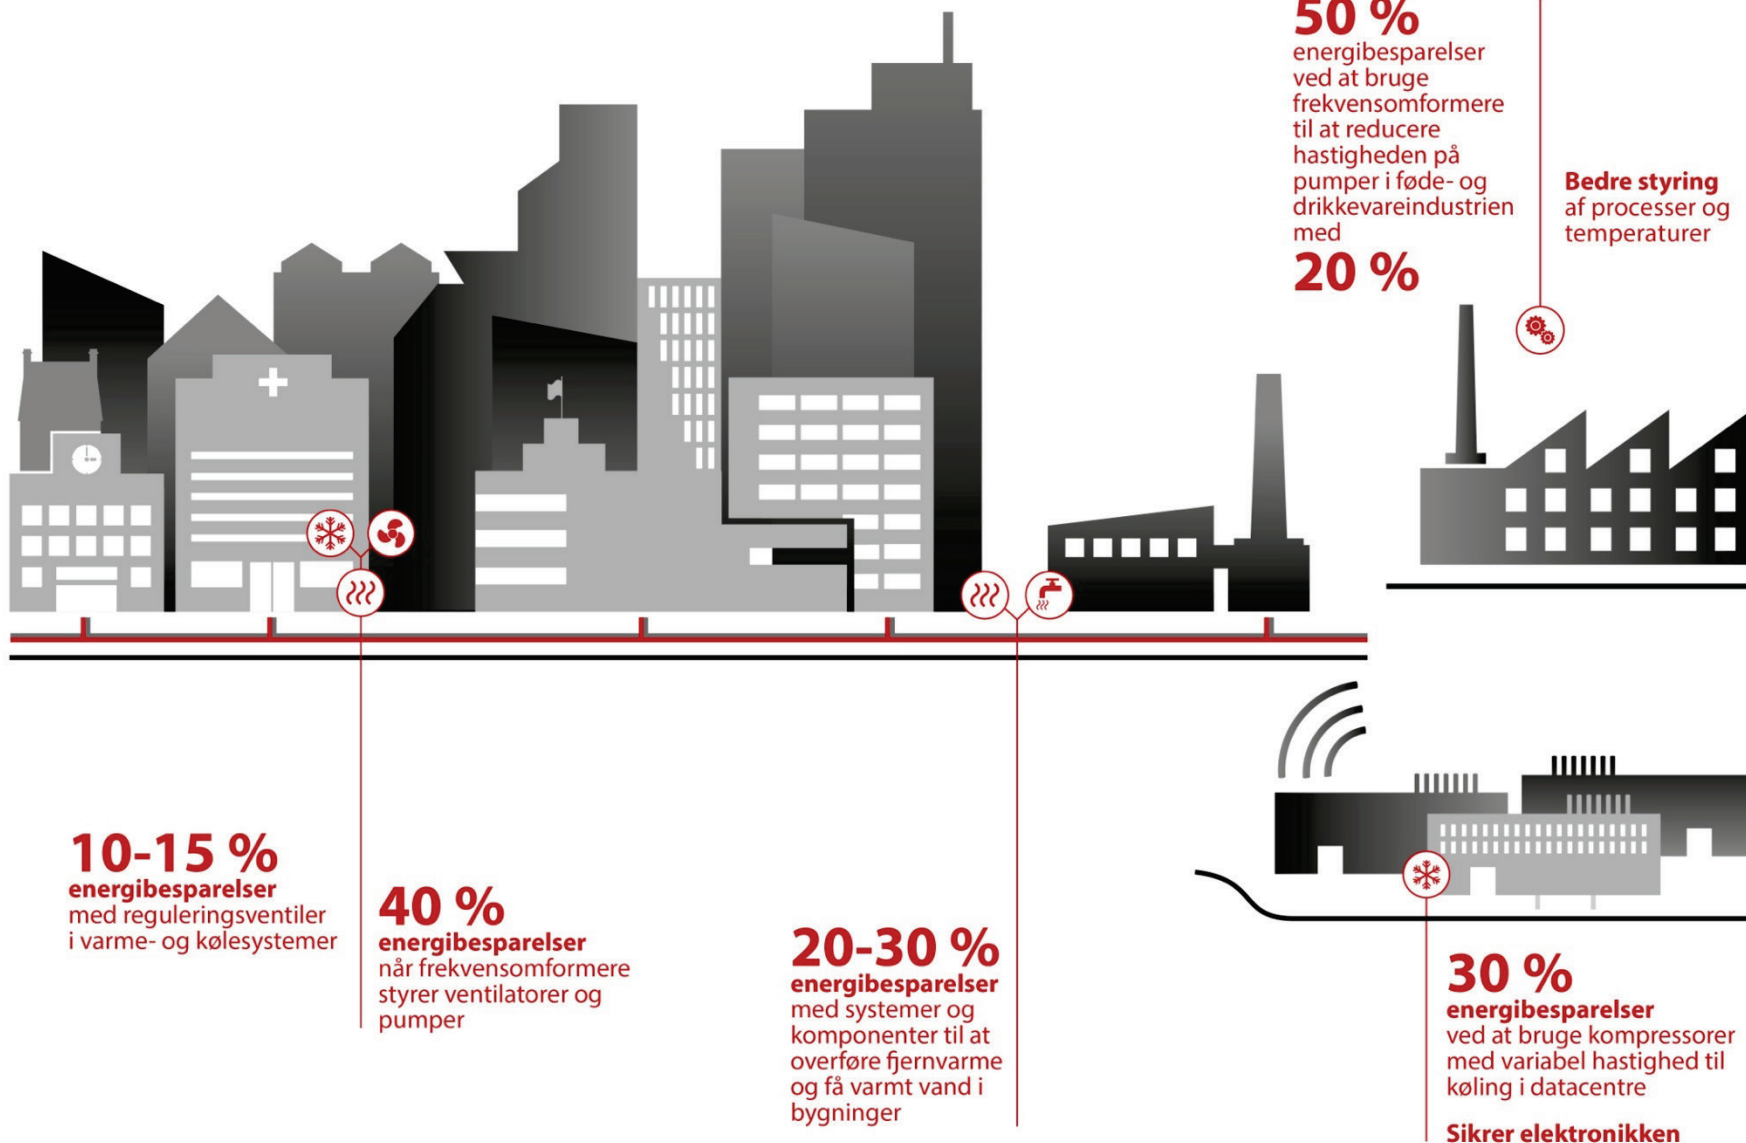 50 %
energibesparelser
ved at bruge
frekvensomformere
til at reducere
hastigheden på
pumper i føde- og
drikkevareindustrien
med
20 %
Bedre styring
af processer og
temperaturer
10-15 %
energibesparelser
med reguleringsventiler
i varme- og kølesystemer
40 %
energibesparelser
når frekvensomformere
styrer ventilatorer og
pumper
20-30 %
energibesparelser
med systemer og
komponenter til at
overføre fjernvarme
og få varmt vand i
bygninger
30 %
energibesparelser
ved at bruge kompressorer
med variabel hastighed til
køling i datacentre
Sikrer elektronikken